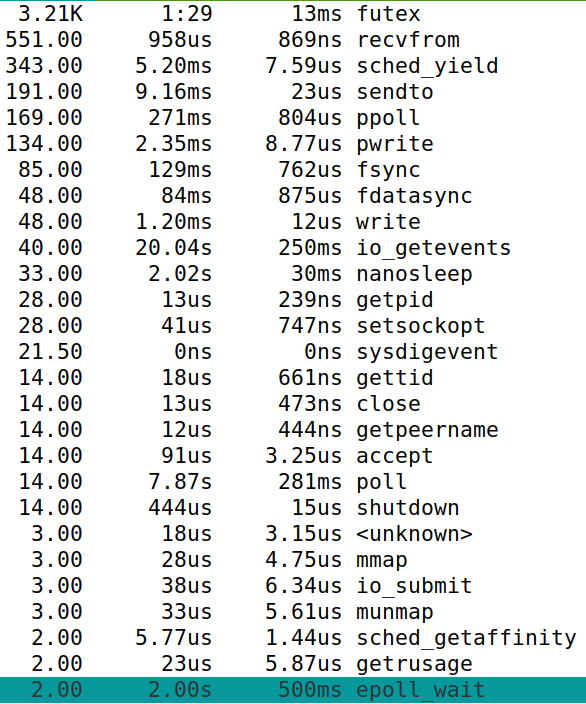 3.21K 1:29 13ms futex
551.00 958us 869ns recvfrom
343.00 5.20ms 7.59us sched_yield
191.00 9.16ms 23us sendto
169.00 271ms 804us ppoll
134.00 2.35ms 8.77us pwrite
85.00 129ms 762us fsync
48.00 84ms 875us fdatasync
48.00 1.20ms 12us write
40.00 20.04s 250ms io_getevents
33.00 2.02s 30ms nanosleep
28.00 13us 239ns getpid
28.00 41us 747ns setsockopt
21.50 0ns 0ns sysdigevent
14.00 18us 661ns gettid
14.00 13us 473ns close
14.00 12us 444ns getpeername
14.00 91us 3.25us accept
14.00 7.87s 281ms poll
14.00 444us 15us shutdown
3.00 18us 3.15us <unknown>
3.00 28us 4.75us mmap
3.00 38us 6.34us io_submit
3.00 33us 5.61us munmap
2.00 5.77us 1.44us sched_getaffinity
2.00 23us 5.87us getrusage
2.00 2.00s 500ms epoll_wait